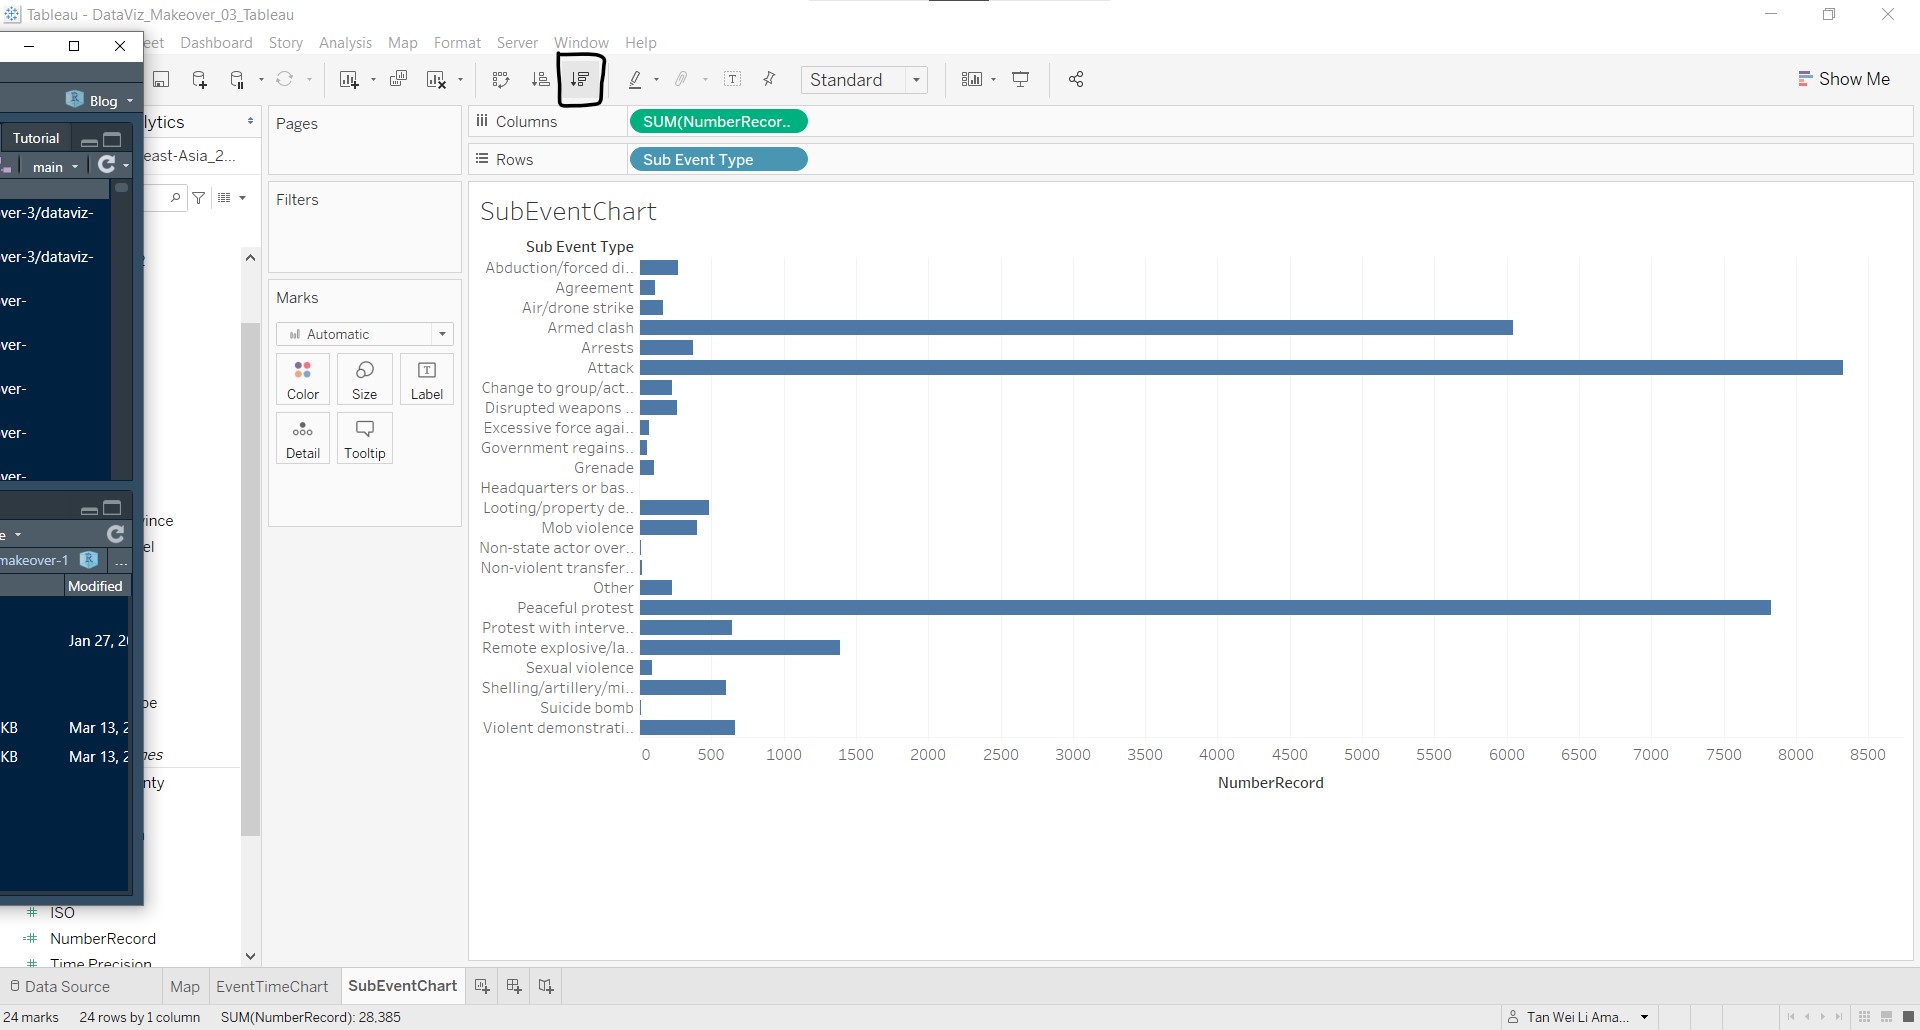 Tableau - DataViz_Makeover_03_Tableau
eet Dashboard Story Analysis Map Format Server Window Help
Standard
Show Me
Blog
Tutorial
main
ver-3/dataviz-
ver-3/dataviz-
ver-
ver-
ver-
ver-
ver-
e
makeover-1
...
Modified
Jan 27, 20
KB Mar 13, 2
KB Mar 13, 2
lytics
east-Asia_2...
ince
el
pe
mes
nty
ISO
NumberRecord
Time Precision
Pages
Filters
Marks
Automatic
Color Size Label
Detail Tooltip
Columns SUM(NumberRecor..
Rows Sub Event Type
SubEventChart
Sub Event Type
Abduction/forced di..
Agreement
Air/drone strike
Armed clash
Arrests
Attack
Change to group/act..
Disrupted weapons ..
Excessive force agai..
Government regains..
Grenade
Headquarters or bas..
Looting/property de..
Mob violence
Non-state actor over..
Non-violent transfer..
Other
Peaceful protest
Protest with interve..
Remote explosive/la..
Sexual violence
Shelling/artillery/mi..
Suicide bomb
Violent demonstrati..
0 500 1000 1500 2000 2500 3000 3500 4000 4500 5000 5500 6000 6500 7000 7500 8000 8500
NumberRecord
Data Source Map EventTimeChart SubEventChart
24 marks 24 rows by 1 column SUM(NumberRecord): 28,385
Tan Wei Li Ama...